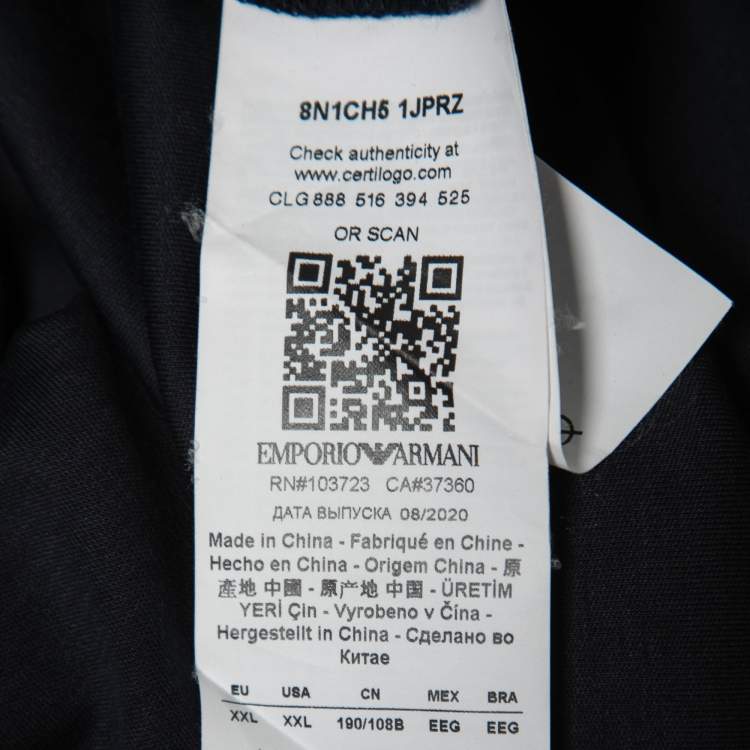 8N1CH5 1JPRZ
Check authenticity at
www.certilogo.com
CLG 888 516 394 525
OR SCAN
EMPORIO ARMANI
RN#103723 CA#37360
ДАТА ВЫПУСКА 08/2020
Made in China - Fabriqué en Chine -
Hecho en China - Origem China - 原
產地 中國 - 原产地 中国 - ÜRETİM
YERİ Çin - Vyrobeno v Čína -
Hergestellt in China - Сделано во
Китае
EU USA CN MEX BRA
XXL XXL 190/108B EEG EEG